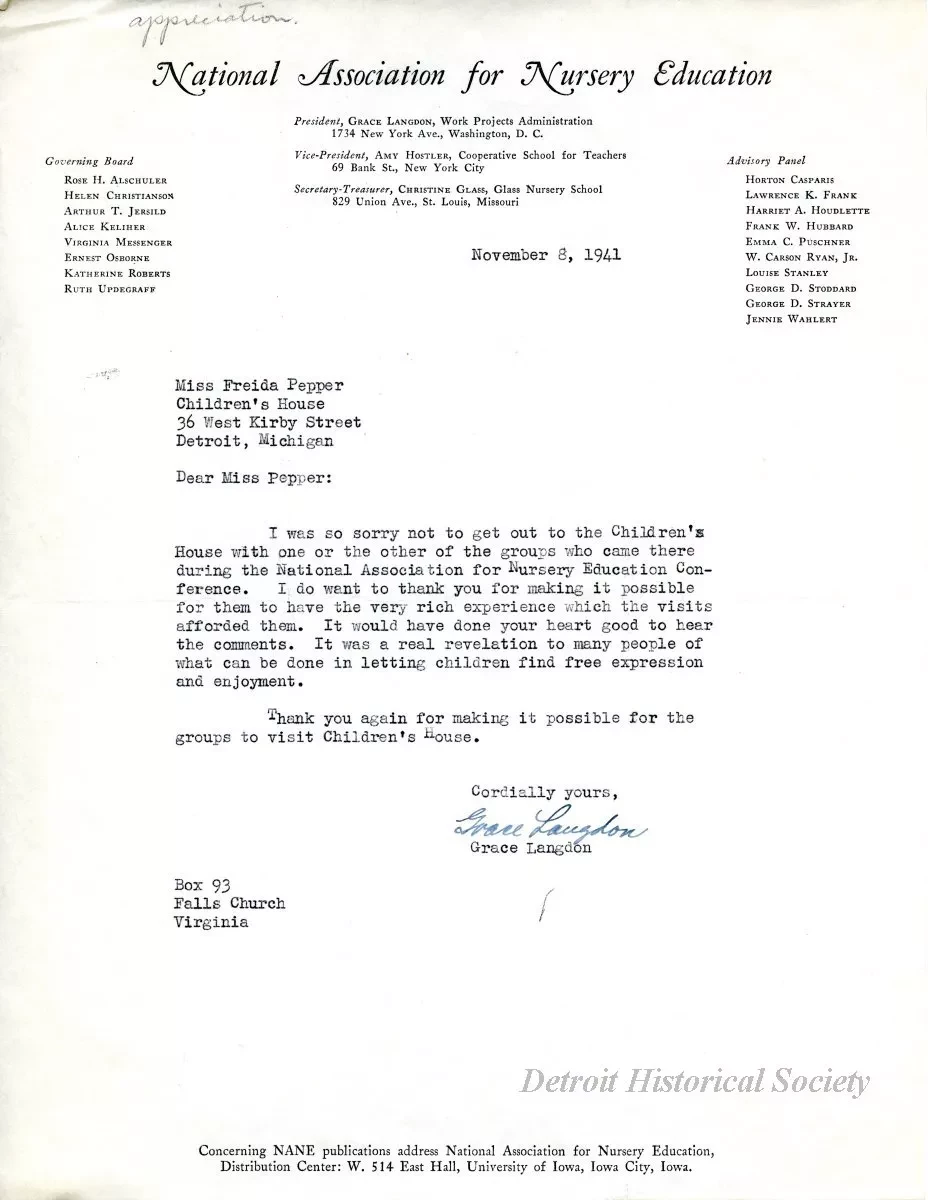 appreciation.
National Association for Nursery Education
President, Grace Langdon, Work Projects Administration
1734 New York Ave., Washington, D. C.
Vice-President, Amy Hostler, Cooperative School for Teachers
69 Bank St., New York City
Secretary-Treasurer, Christine Glass, Glass Nursery School
829 Union Ave., St. Louis, Missouri
Governing Board
Rose H. Alschuler
Helen Christianson
Arthur T. Jersild
Alice Keliher
Virginia Messenger
Ernest Osborne
Katherine Roberts
Ruth Updegraff
Advisory Panel
Horton Casparis
Lawrence K. Frank
Harriet A. Houdlette
Frank W. Hubbard
Emma C. Puschner
W. Carson Ryan, Jr.
Louise Stanley
George D. Stoddard
George D. Strayer
Jennie Wahlert
November 8, 1941
Miss Freida Pepper
Children's House
36 West Kirby Street
Detroit, Michigan
Dear Miss Pepper:
I was so sorry not to get out to the Children's
House with one or the other of the groups who came there
during the National Association for Nursery Education Con-
ference. I do want to thank you for making it possible
for them to have the very rich experience which the visits
afforded them. It would have done your heart good to hear
the comments. It was a real revelation to many people of
what can be done in letting children find free expression
and enjoyment.
Thank you again for making it possible for the
groups to visit Children's House.
Cordially yours,
Grace Langdon
Grace Langdon
Box 93
Falls Church
Virginia
Detroit Historical Society
Concerning NANE publications address National Association for Nursery Education,
Distribution Center: W. 514 East Hall, University of Iowa, Iowa City, Iowa.